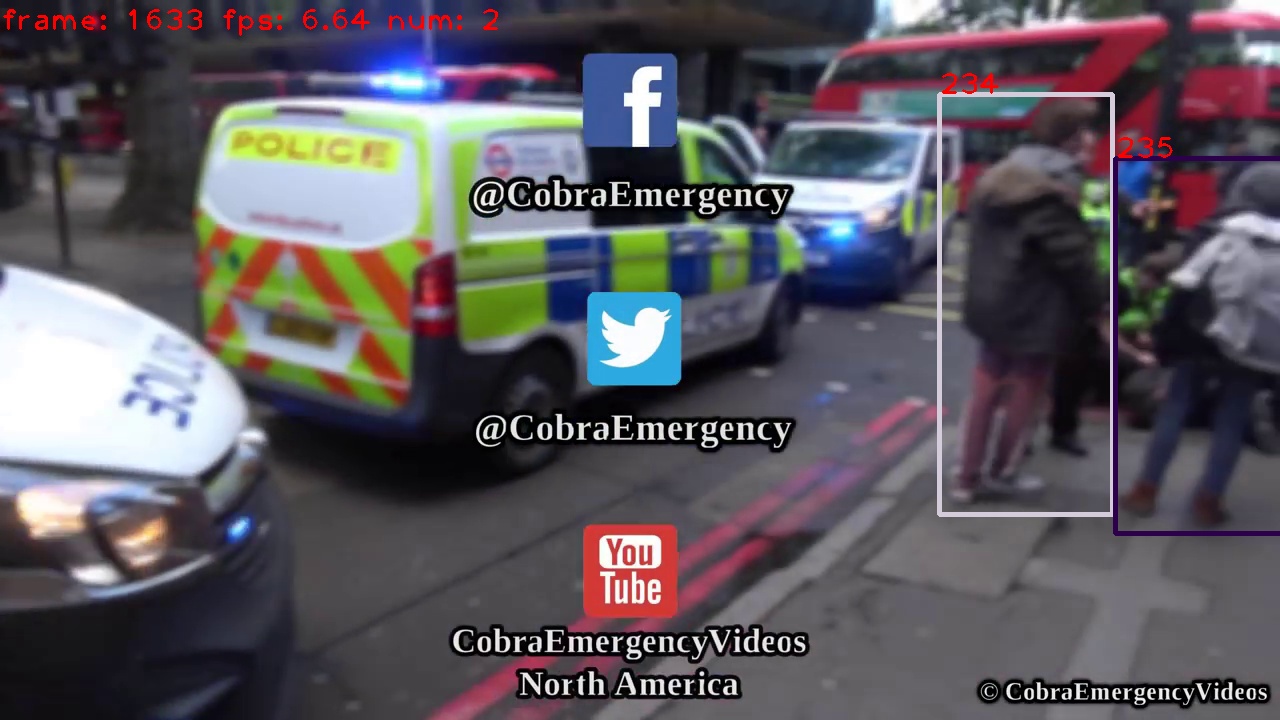 frame: 1633 fps: 6.64 num: 2
234
235
POLICE
f
@CobraEmergency
@CobraEmergency
POLICE
You
Tube
CobraEmergencyVideos
North America
© CobraEmergencyVideos